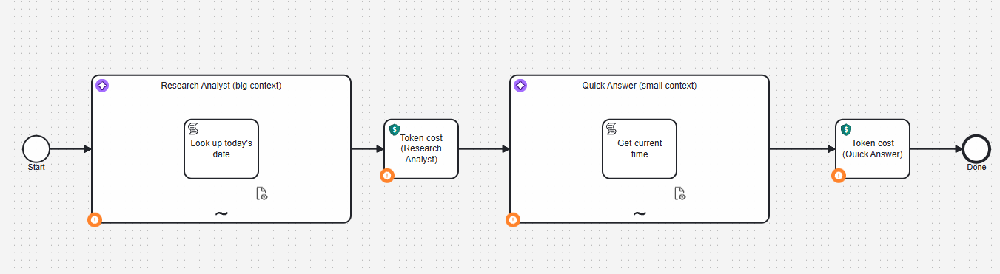 Research Analyst (big context)
Look up today's
date
Start
Token cost
(Research
Analyst)
Quick Answer (small context)
Get current
time
Token cost
(Quick Answer)
Done